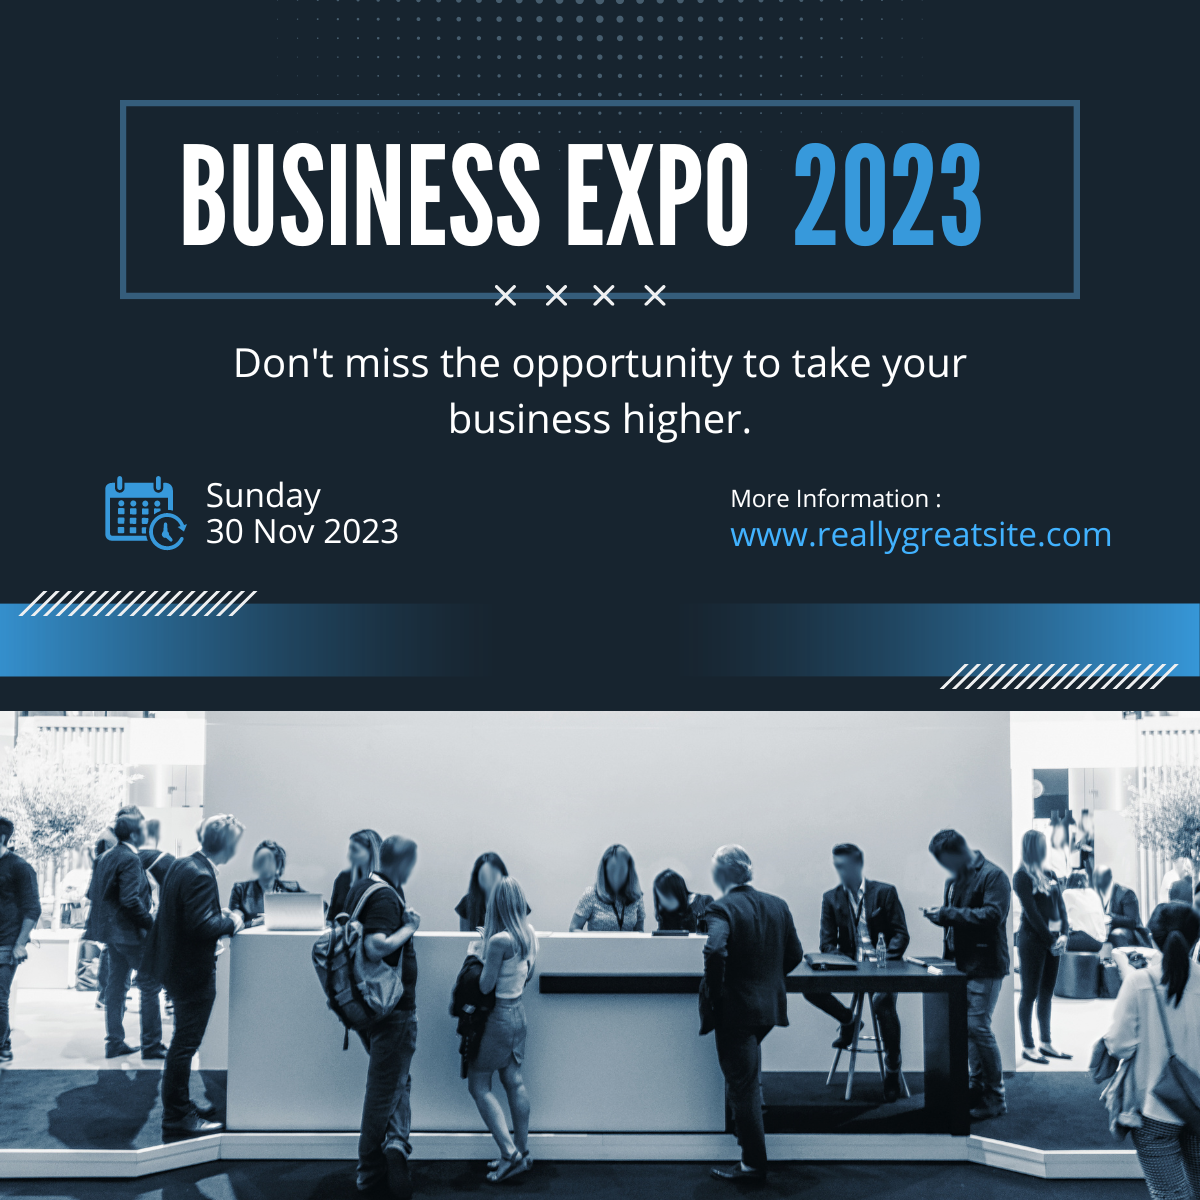 BUSINESS EXPO 2023
Don't miss the opportunity to take your
business higher.
Sunday
30 Nov 2023
More Information :
www.reallygreatsite.com